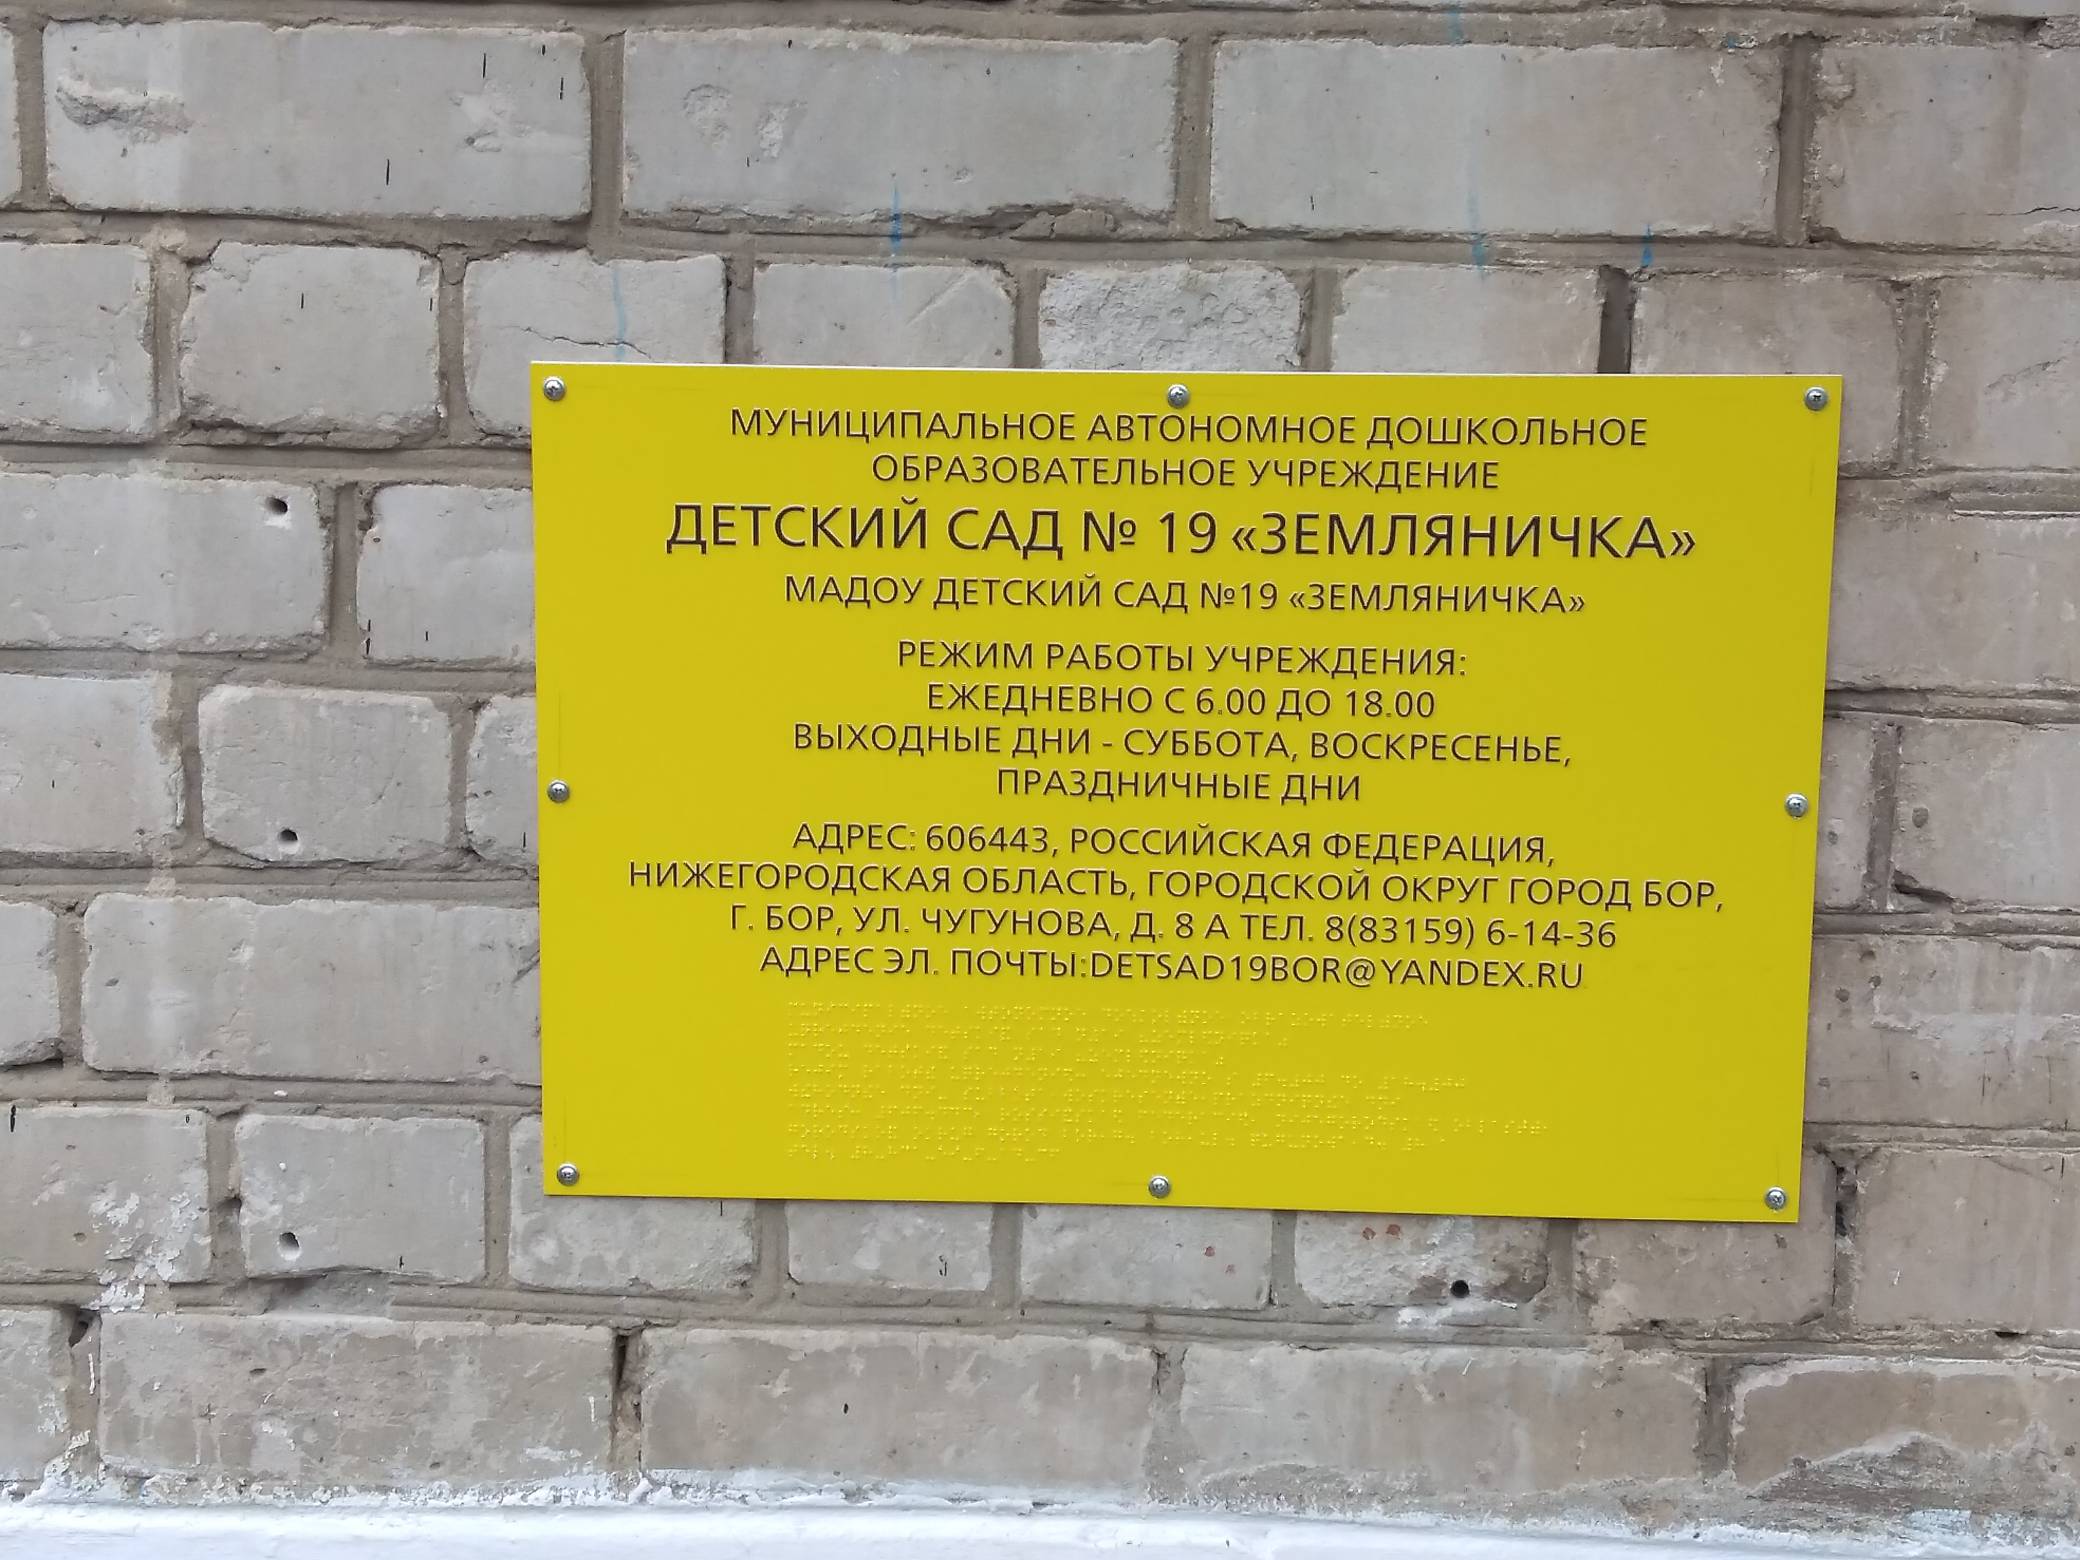 МУНИЦИПАЛЬНОЕ АВТОНОМНОЕ ДОШКОЛЬНОЕ
ОБРАЗОВАТЕЛЬНОЕ УЧРЕЖДЕНИЕ
ДЕТСКИЙ САД № 19 «ЗЕМЛЯНИЧКА»
МАДОУ ДЕТСКИЙ САД №19 «ЗЕМЛЯНИЧКА»
РЕЖИМ РАБОТЫ УЧРЕЖДЕНИЯ:
ЕЖЕДНЕВНО С 6.00 ДО 18.00
ВЫХОДНЫЕ ДНИ - СУББОТА, ВОСКРЕСЕНЬЕ,
ПРАЗДНИЧНЫЕ ДНИ
АДРЕС: 606443, РОССИЙСКАЯ ФЕДЕРАЦИЯ,
НИЖЕГОРОДСКАЯ ОБЛАСТЬ, ГОРОДСКОЙ ОКРУГ ГОРОД БОР,
Г. БОР, УЛ. ЧУГУНОВА, Д. 8 А ТЕЛ. 8(83159) 6-14-36
АДРЕС ЭЛ. ПОЧТЫ:DETSAD19BOR@YANDEX.RU